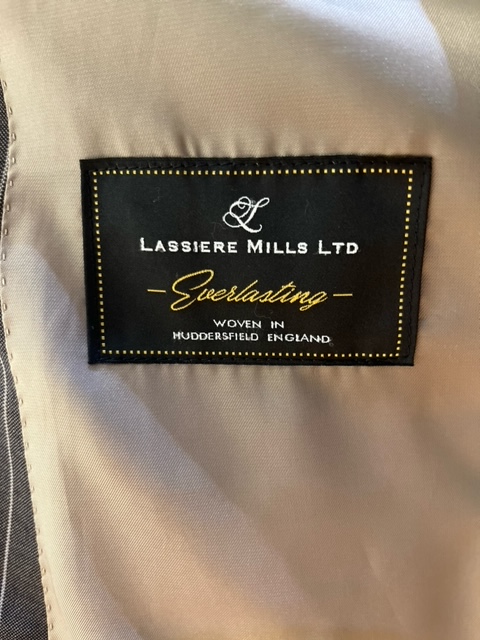 L
LASSIERE MILLS LTD
Everlasting
WOVEN IN
HUDDERSFIELD ENGLAND